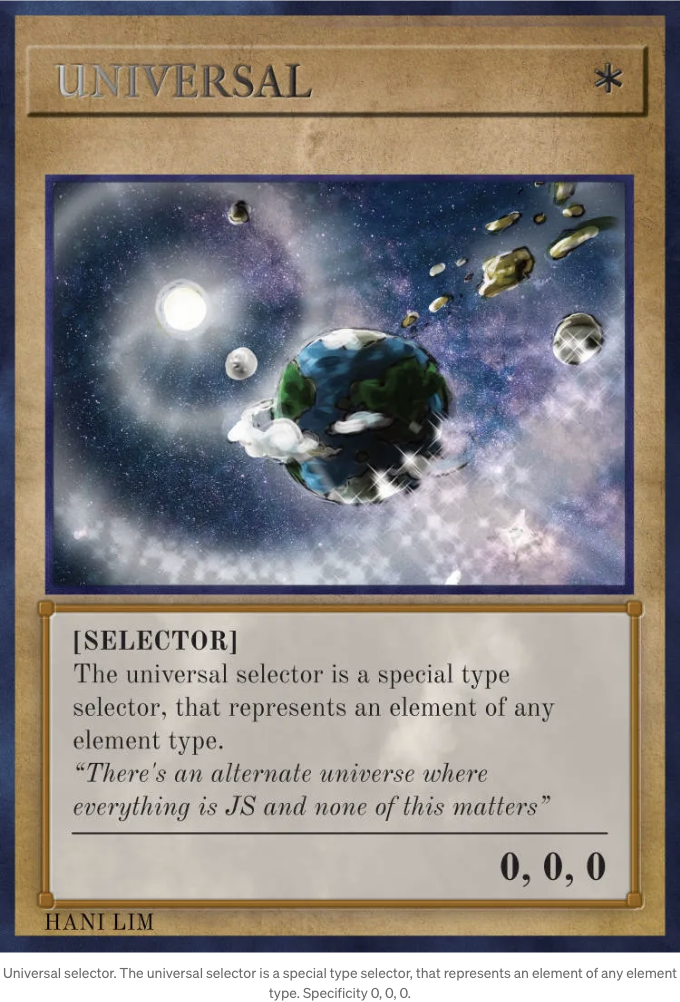 UNIVERSAL *
[SELECTOR]
The universal selector is a special type
selector, that represents an element of any
element type.
“There's an alternate universe where
everything is JS and none of this matters”
0, 0, 0
HANI LIM
Universal selector. The universal selector is a special type selector, that represents an element of any element
type. Specificity 0, 0, 0.